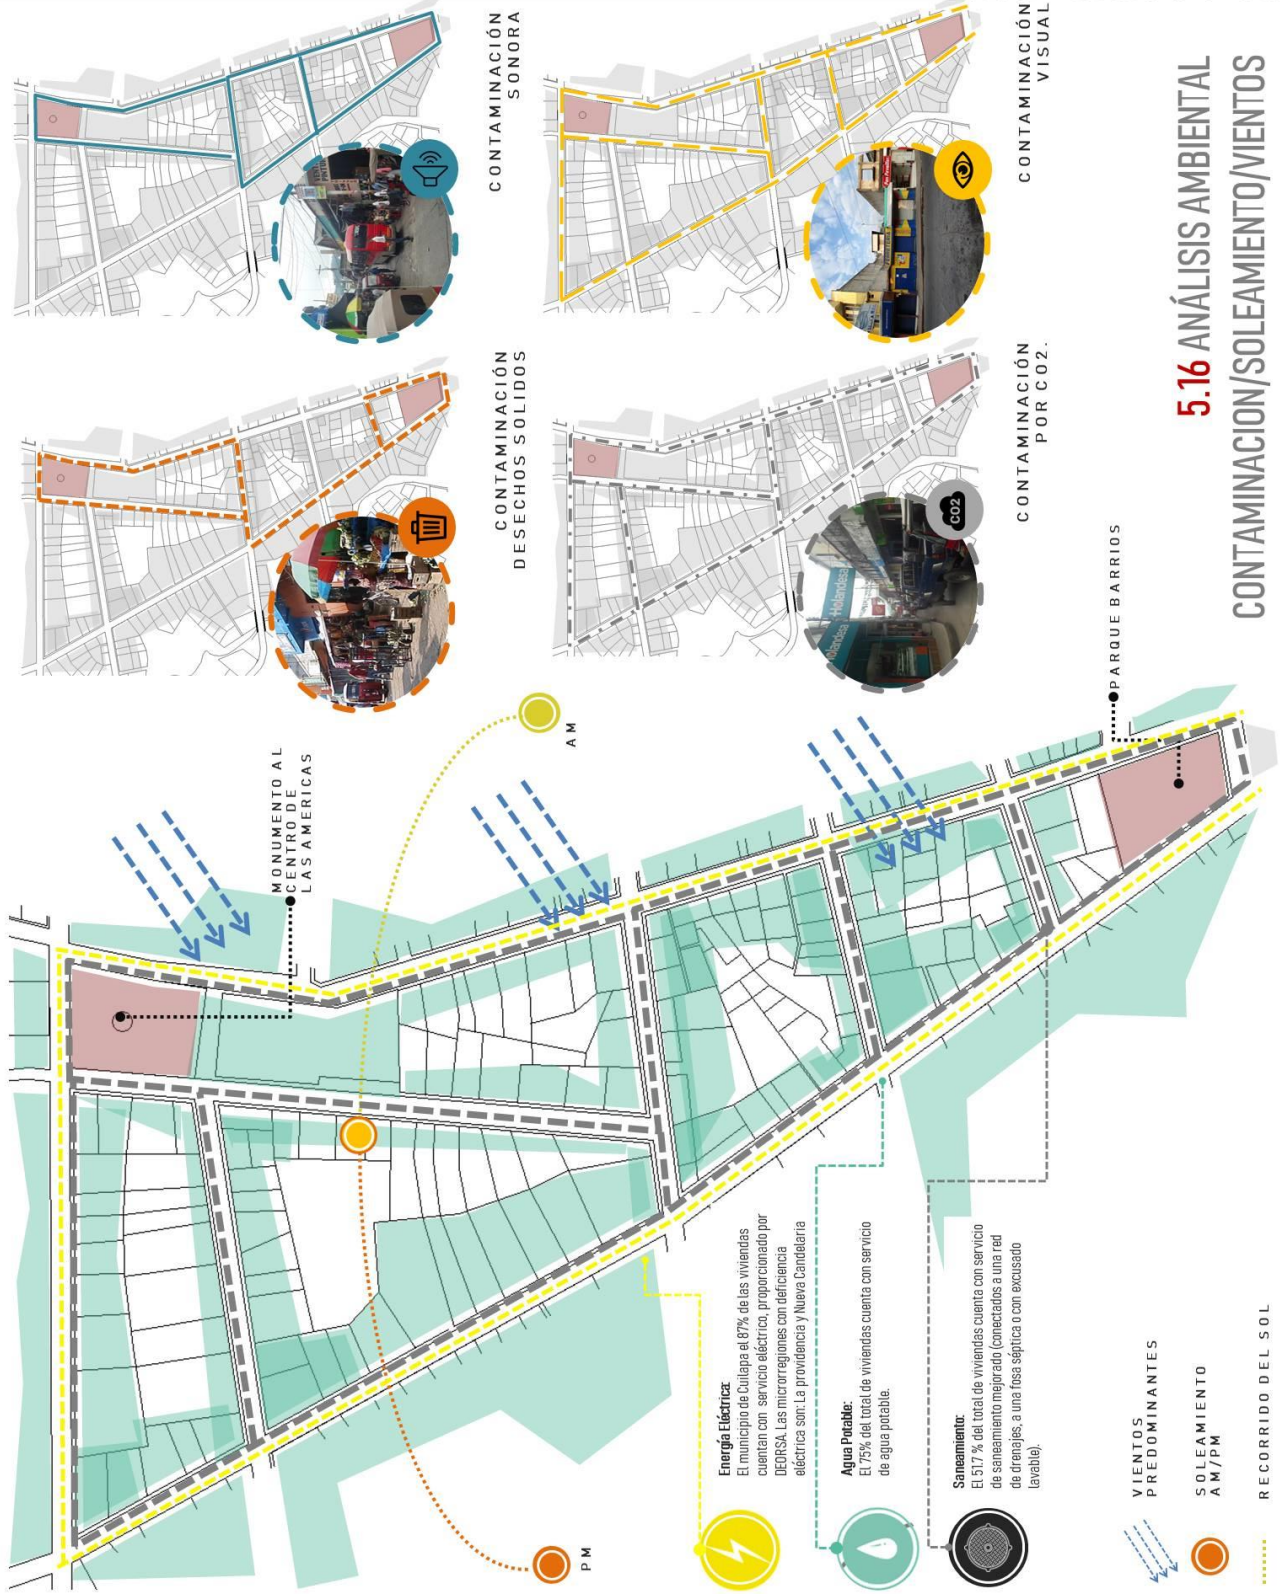 5.16 ANÁLISIS AMBIENTAL
CONTAMINACION/SOLEAMIENTO/VIENTOS
MONUMENTO AL
CENTRO DE
LAS AMERICAS
AM
PM
PARQUE BARRIOS
Energía Eléctrica:
El municipio de Cuilapa el 87% de las viviendas
cuentan con servicio eléctrico, proporcionado por
DEORSA. Las microrregiones con deficiencia
eléctrica son: La providencia y Nueva Candelaria
Agua Potable:
El 75% del total de viviendas cuenta con servicio
de agua potable.
Saneamiento:
El 51.7 % del total de viviendas cuenta con servicio
de saneamiento mejorado (conectados a una red
de drenajes, a una fosa séptica o con excusado
lavable).
VIENTOS
PREDOMINANTES
SOLEAMIENTO
AM/PM
RECORRIDO DEL SOL
CONTAMINACIÓN
DESECHOS SOLIDOS
CONTAMINACIÓN
SONORA
CO2
Holandesa
Holandesa
CONTAMINACIÓN
POR CO2.
CONTAMINACIÓN
VISUAL